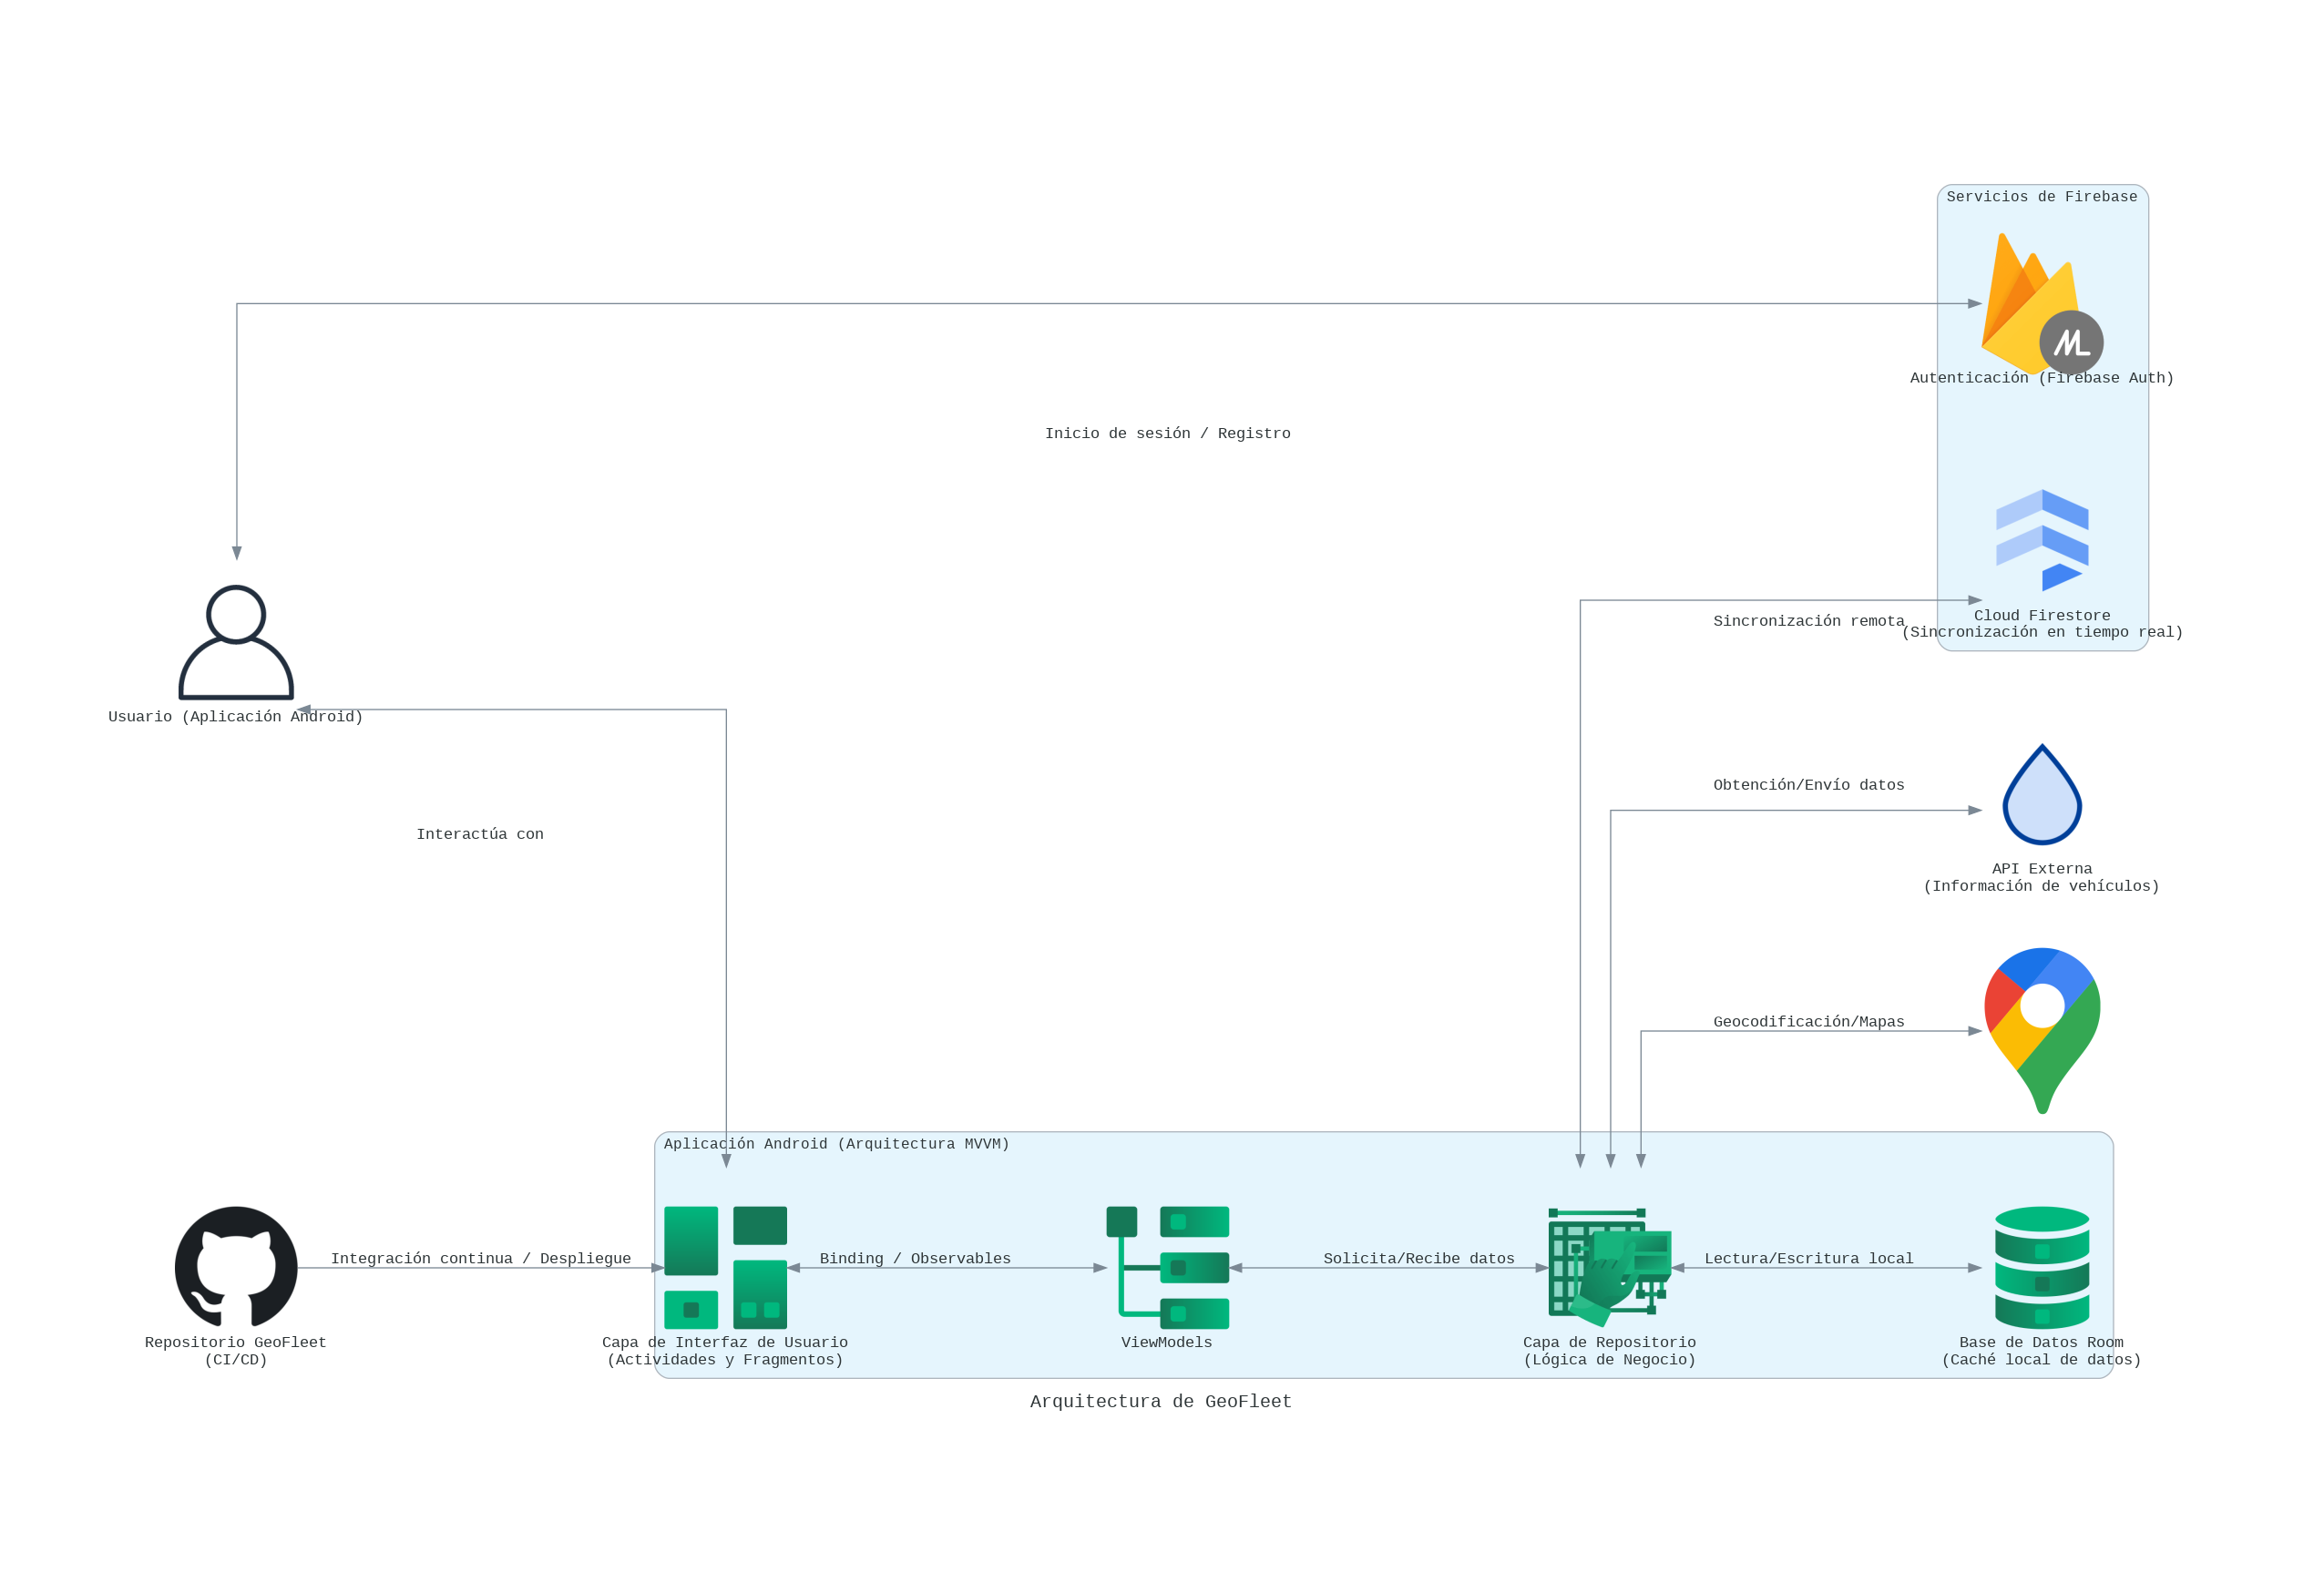 Servicios de Firebase
Autenticación (Firebase Auth)
Inicio de sesión / Registro
Cloud Firestore
(Sincronización en tiempo real)
Sincronización remota
Usuario (Aplicación Android)
Obtención/Envío datos
Interactúa con
API Externa
(Información de vehículos)
Geocodificación/Mapas
Aplicación Android (Arquitectura MVVM)
Integración continua / Despliegue
Binding / Observables
Solicita/Recibe datos
Lectura/Escritura local
Repositorio GeoFleet
(CI/CD)
Capa de Interfaz de Usuario
(Actividades y Fragmentos)
ViewModels
Capa de Repositorio
(Lógica de Negocio)
Base de Datos Room
(Caché local de datos)
Arquitectura de GeoFleet